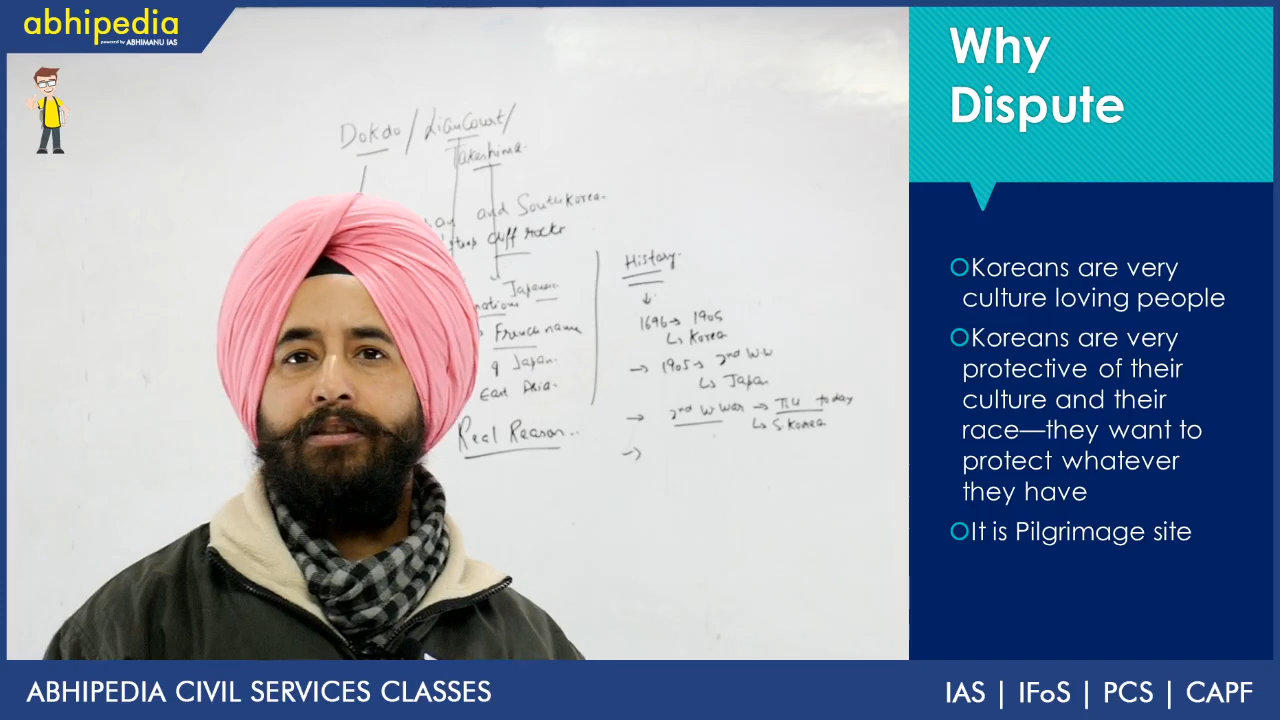 abhipedia
powered by ABHIMANU IAS
Dokdo / Liancourt/
Takeshima
and South Korea.
steep cliff rocks
Japanese
French name
Japan.
East Asia.
Real Reason..
History.
1696 → 1905
↳ Korea
→ 1905 → 2nd W.W
↳ Japan
→ 2nd W War → Till today
↳ S Korea
→
Why
Dispute
Koreans are very
culture loving people
Koreans are very
protective of their
culture and their
race—they want to
protect whatever
they have
It is Pilgrimage site
ABHIPEDIA CIVIL SERVICES CLASSES
IAS | IFoS | PCS | CAPF